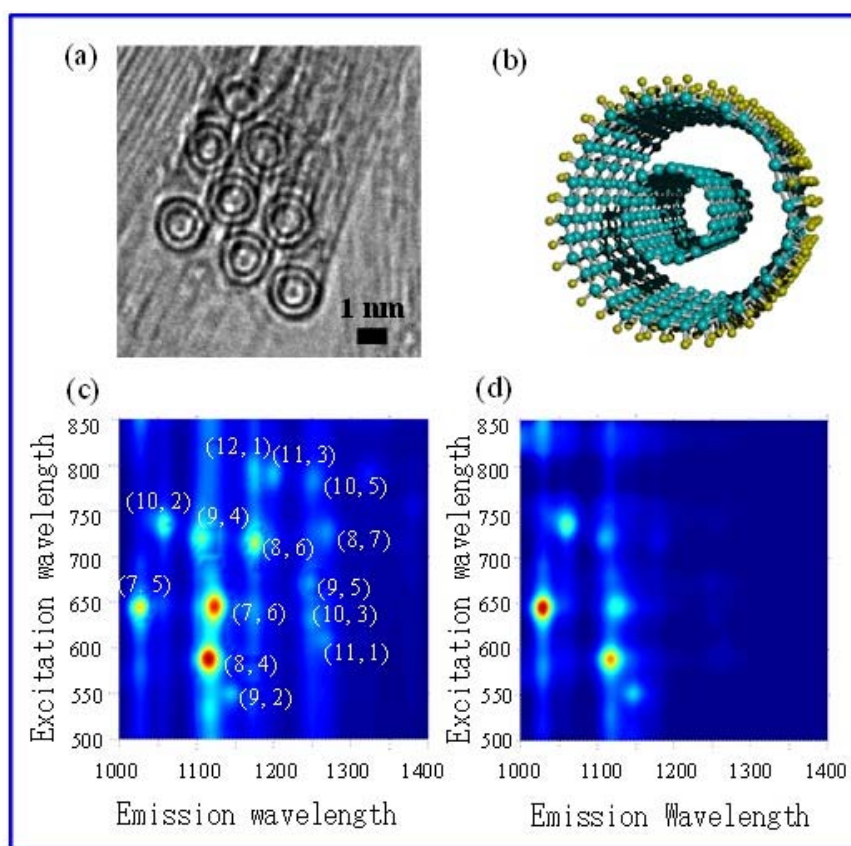 (a)
1 nm
(b)
(c)
Excitation wavelength
850
800
750
700
650
600
550
500
(12, 1)
(11, 3)
(10, 5)
(10, 2)
(9, 4)
(8, 6)
(8, 7)
(7, 5)
(9, 5)
(7, 6)
(10, 3)
(11, 1)
(8, 4)
(9, 2)
1000 1100 1200 1300 1400
Emission wavelength
(d)
Excitation wavelength
850
800
750
700
650
600
550
500
1000 1100 1200 1300 1400
Emission Wavelength